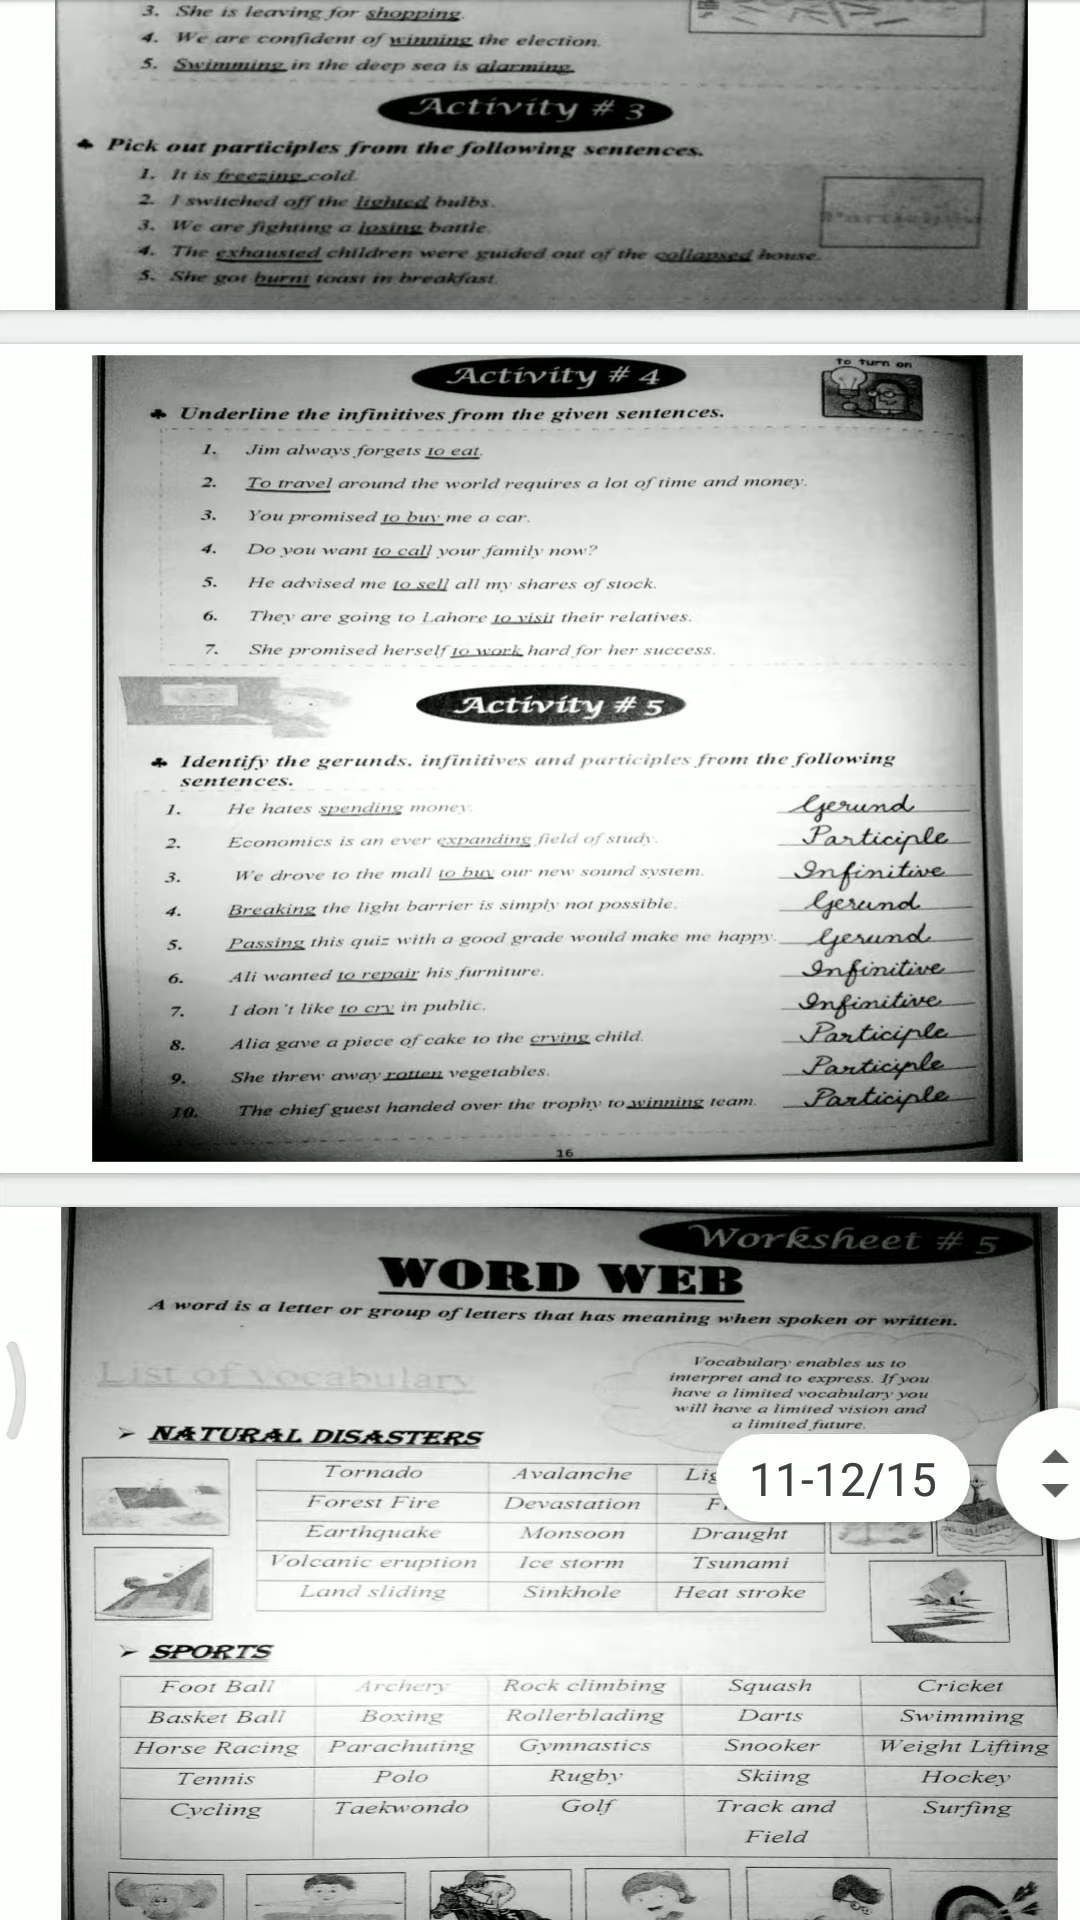 3. She is leaving for shopping.
4. We are confident of winning the election.
5. Swimming in the deep sea is alarming.
Activity # 3
Pick out participles from the following sentences.
1. It is freezing cold.
2. I switched off the lighted bulbs.
3. We are fighting a losing battle.
4. The exhausted children were guided out of the collapsed house.
5. She got burnt toast in breakfast.
Activity # 4
To turn on
Underline the infinitives from the given sentences.
1. Jim always forgets to eat.
2. To travel around the world requires a lot of time and money.
3. You promised to buy me a car.
4. Do you want to call your family now?
5. He advised me to sell all my shares of stock.
6. They are going to Lahore to visit their relatives.
7. She promised herself to work hard for her success.
Activity # 5
Identify the gerunds, infinitives and participles from the following
sentences.
1. He hates spending money. Gerund
2. Economics is an ever expanding field of study. Participle
3. We drove to the mall to buy our new sound system. Infinitive
4. Breaking the light barrier is simply not possible. Gerund
5. Passing this quiz with a good grade would make me happy. Gerund
6. Ali wanted to repair his furniture. Infinitive
7. I don't like to cry in public. Infinitive
8. Alia gave a piece of cake to the crying child. Participle
9. She threw away rotten vegetables. Participle
10. The chief guest handed over the trophy to winning team. Participle
16
Worksheet # 5
WORD WEB
A word is a letter or group of letters that has meaning when spoken or written.
List of vocabulary
Vocabulary enables us to
interpret and to express. If you
have a limited vocabulary you
will have a limited vision and
a limited future.
NATURAL DISASTERS
Tornado Avalanche
11-12/15
Forest Fire Devastation
Earthquake Monsoon Draught
Volcanic eruption Ice storm Tsunami
Land sliding Sinkhole Heat stroke
SPORTS
Foot Ball Archery Rock climbing Squash Cricket
Basket Ball Boxing Rollerblading Darts Swimming
Horse Racing Parachuting Gymnastics Snooker Weight Lifting
Tennis Polo Rugby Skiing Hockey
Cycling Taekwondo Golf Track and Surfing
Field